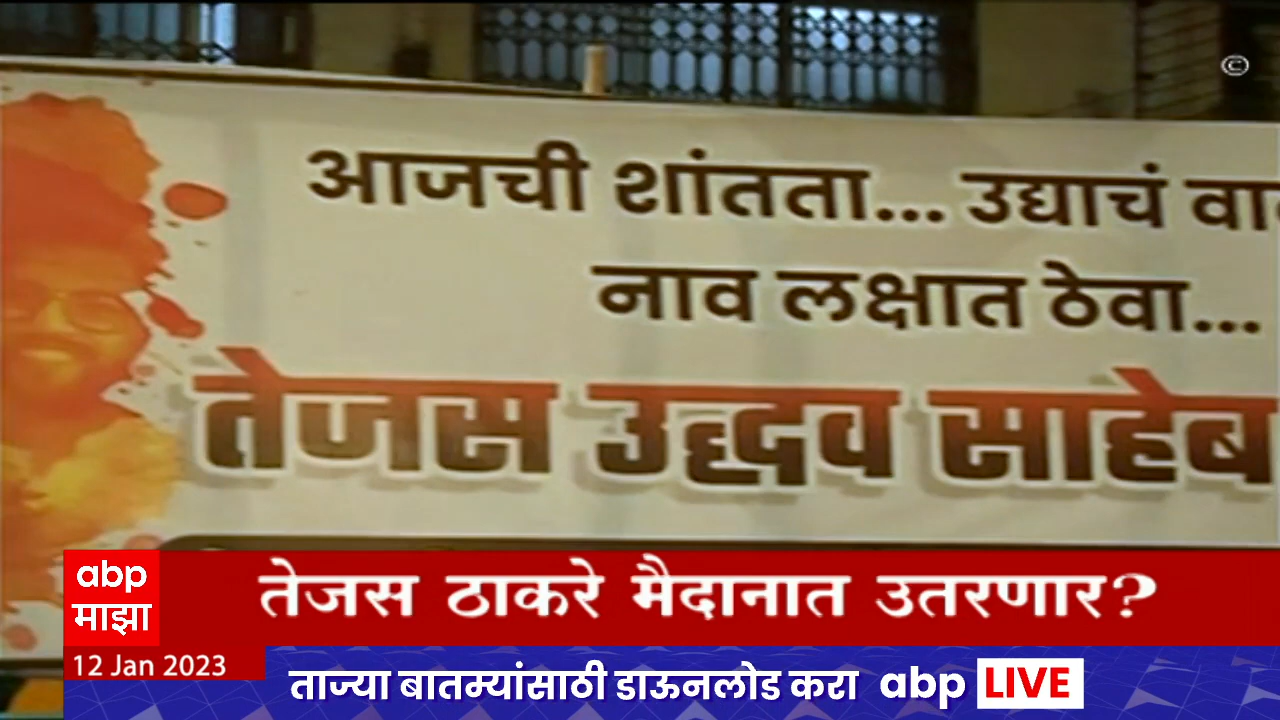 ©
आजची शांतता... उद्याचं
नाव लक्षात ठेवा...
तेजस उद्धव साहेब
abp माझा
तेजस ठाकरे मैदानात उतरणार?
12 Jan 2023
ताज्या बातम्यांसाठी डाऊनलोड करा abp LIVE